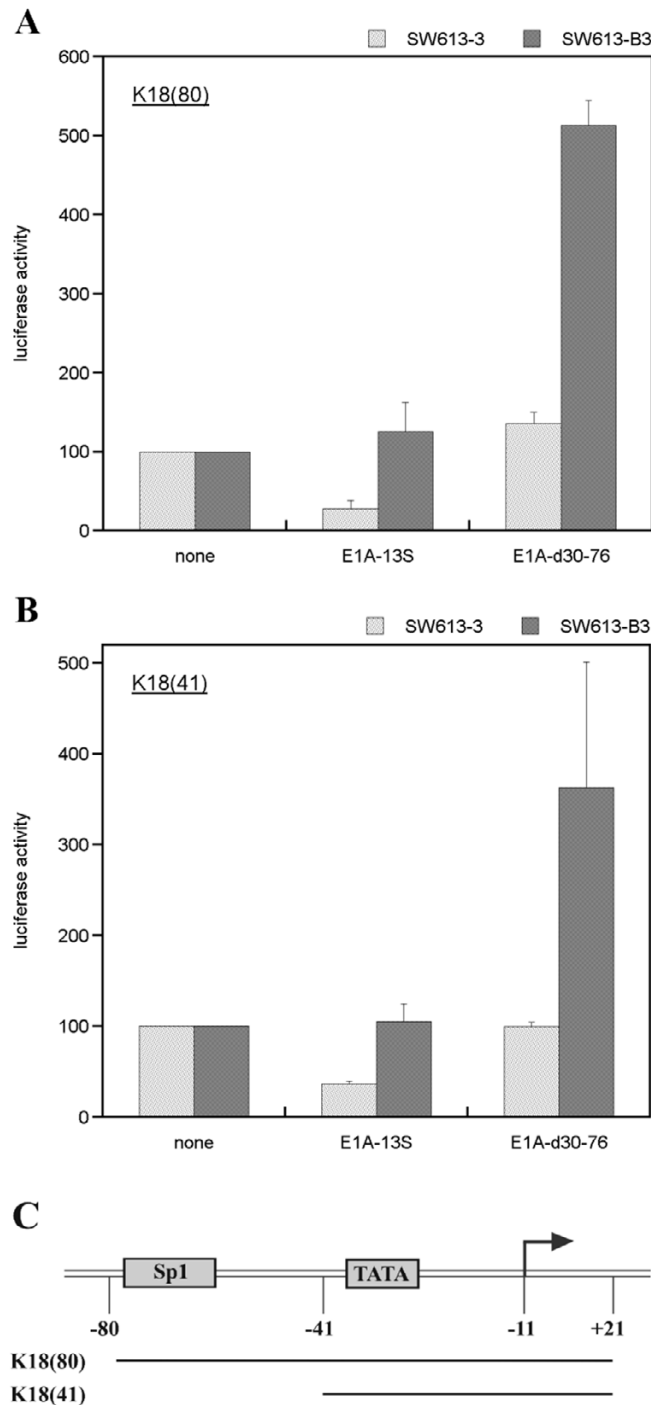 A
SW613-3 SW613-B3
K18(80)
luciferase activity
600
500
400
300
200
100
0
none E1A-13S E1A-d30-76
B
SW613-3 SW613-B3
K18(41)
luciferase activity
500
400
300
200
100
0
none E1A-13S E1A-d30-76
C
Sp1 TATA
-80 -41 -11 +21
K18(80)
K18(41)